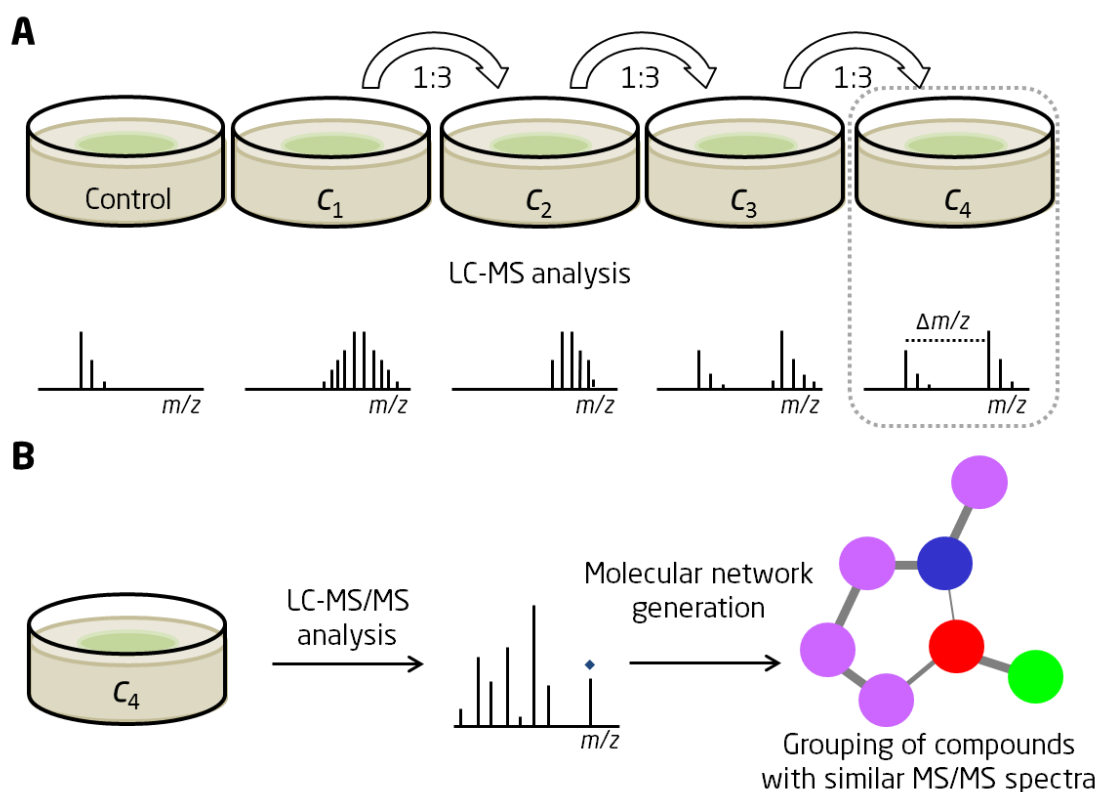 A
1:3
1:3
1:3
Control
C1
C2
C3
C4
LC-MS analysis
Δm/z
m/z
m/z
m/z
m/z
m/z
B
C4
LC-MS/MS
analysis
m/z
Molecular network
generation
Grouping of compounds
with similar MS/MS spectra